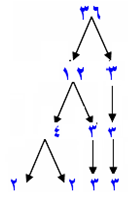 ٣٦
١٢ ٣
٤ ٣ ٣
٢ ٢ ٣ ٣